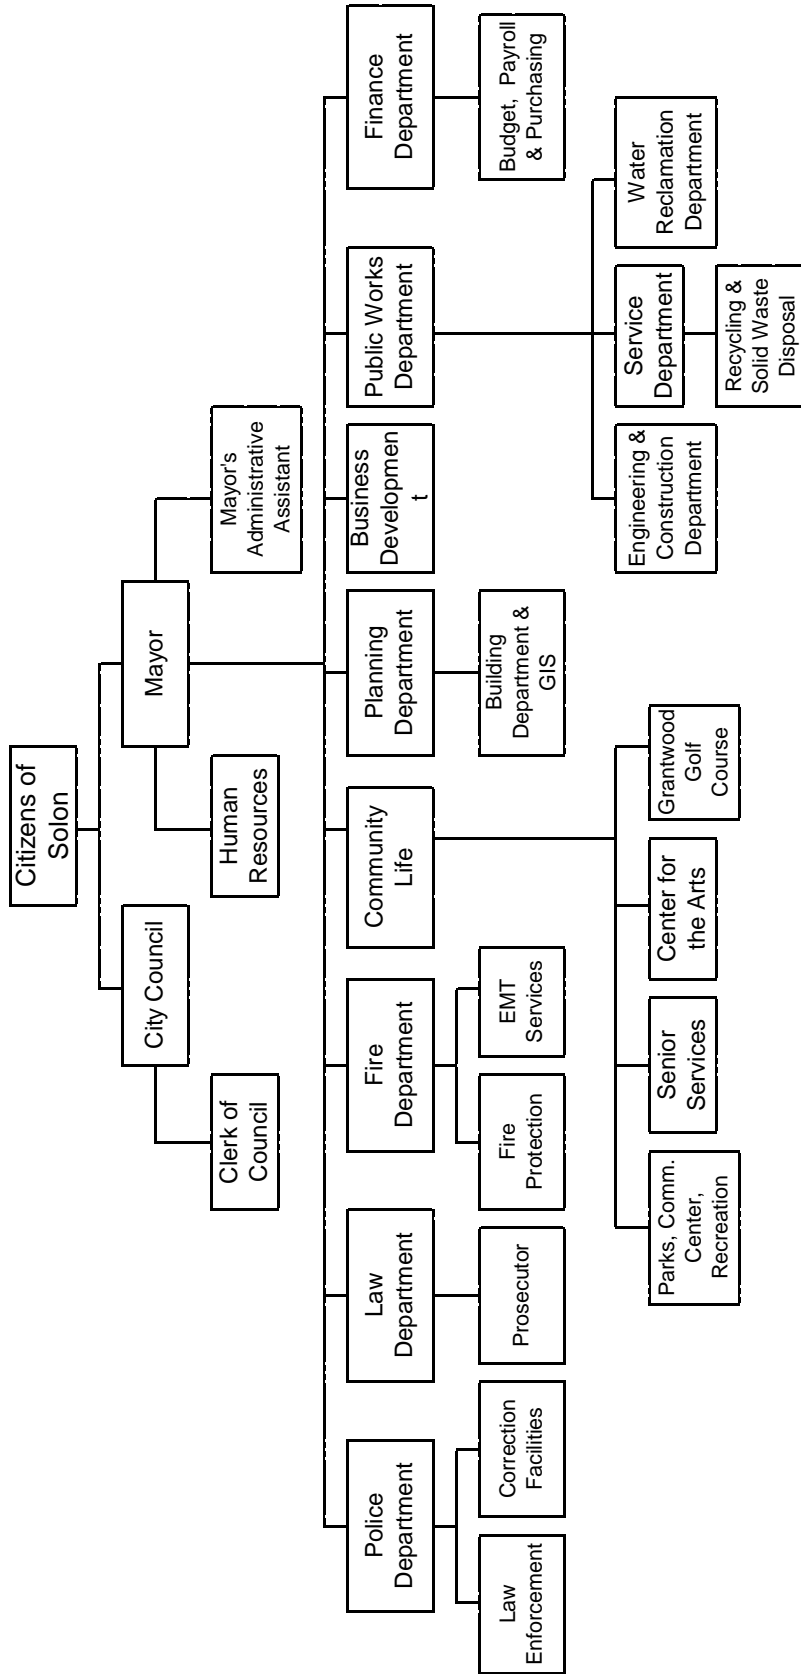 Citizens of
Solon
City Council
Mayor
Clerk of
Council
Human
Resources
Mayor's
Administrative
Assistant
Police
Department
Law
Department
Fire
Department
Community
Life
Planning
Department
Business
Developmen
t
Public Works
Department
Finance
Department
Law
Enforcement
Correction
Facilities
Prosecutor
Fire
Protection
EMT
Services
Building
Department &
GIS
Budget, Payroll
& Purchasing
Parks, Comm.
Center,
Recreation
Senior
Services
Center for
the Arts
Grantwood
Golf
Course
Engineering &
Construction
Department
Service
Department
Water
Reclamation
Department
Recycling &
Solid Waste
Disposal